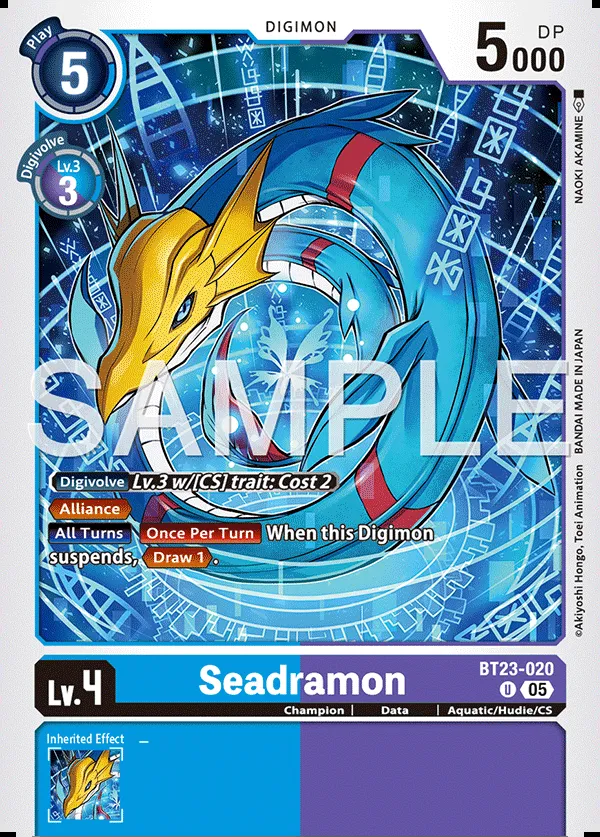 DIGIMON
Play
5
DP
5000
Digivolve
Lv.3
3
NAOKI AKAMINE
SAMPLE
Digivolve Lv.3 w/[CS] trait: Cost 2
Alliance
All Turns Once Per Turn When this Digimon
suspends, Draw 1 .
©Akiyoshi Hongo, Toei Animation BANDAI MADE IN JAPAN
Lv.4
Seadramon
BT23-020
U 05
Champion | Data | Aquatic/Hudie/CS
Inherited Effect —